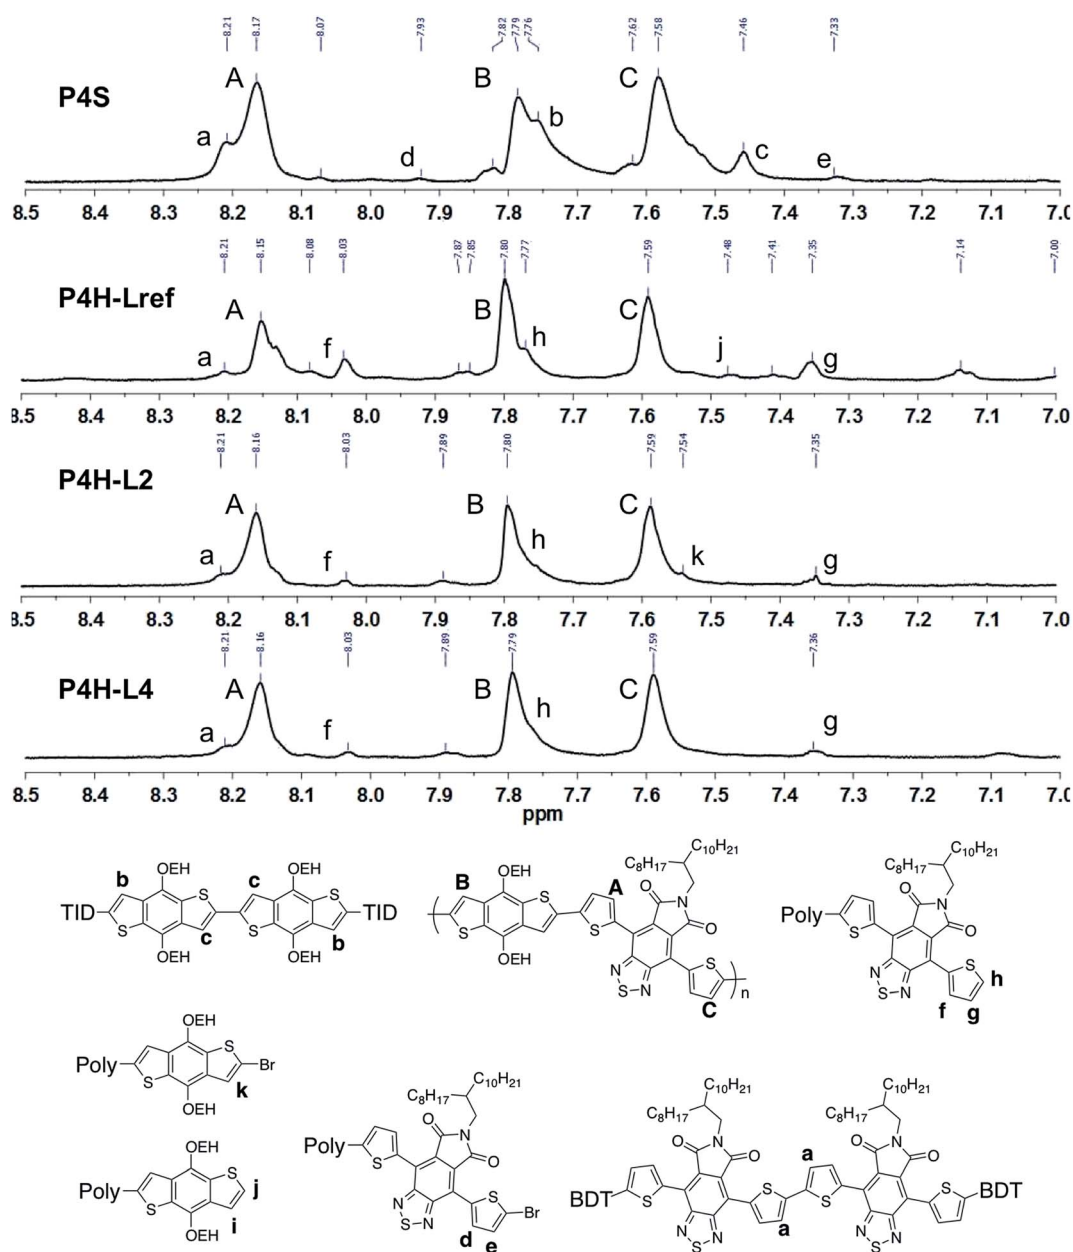 8.21 8.17 8.07 7.93 7.82 7.79 7.76 7.62 7.58 7.46 7.33
P4S
a A d B b C c e
8.5 8.4 8.3 8.2 8.1 8.0 7.9 7.8 7.7 7.6 7.5 7.4 7.3 7.2 7.1 7.0
8.21 8.15 8.08 8.03 7.87 7.85 7.80 7.77 7.59 7.48 7.41 7.35 7.14 7.00
P4H-Lref
a A f B h C j g
8.5 8.4 8.3 8.2 8.1 8.0 7.9 7.8 7.7 7.6 7.5 7.4 7.3 7.2 7.1 7.0
8.21 8.16 8.03 7.89 7.80 7.59 7.54 7.35
P4H-L2
a A f B h C k g
8.5 8.4 8.3 8.2 8.1 8.0 7.9 7.8 7.7 7.6 7.5 7.4 7.3 7.2 7.1 7.0
8.21 8.16 8.03 7.89 7.79 7.59 7.36
P4H-L4
a A f B h C g
8.5 8.4 8.3 8.2 8.1 8.0 7.9 7.8 7.7 7.6 7.5 7.4 7.3 7.2 7.1 7.0
ppm
OEH OEH
b S c S
TID TID
S c S b
OEH OEH
C10H21
C8H17
OEH
B S A O N O
S S
OEH N S N S n
C
C10H21
C8H17
O N O
Poly S
S h
N S N f g
OEH
S
Poly Br
S k
OEH
OEH
S
Poly j
S i
OEH
C10H21
C8H17
O N O
Poly S
S Br
N S N d e
C10H21 C10H21
C8H17 C8H17
O N O a O N O
BDT S S S S BDT
N S N a N S N